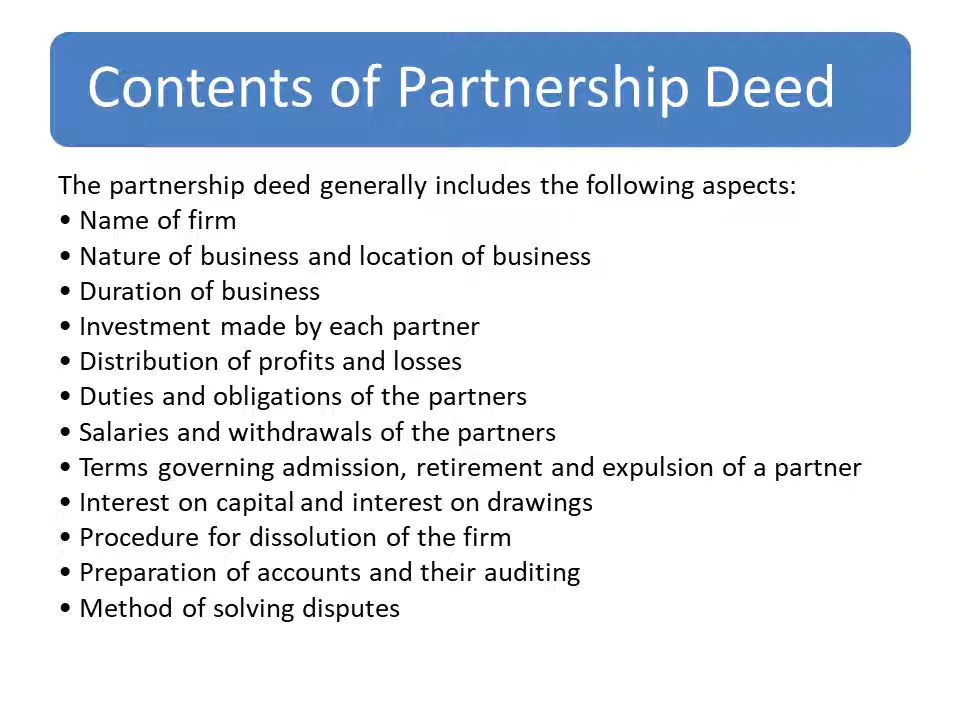 Contents of Partnership Deed
The partnership deed generally includes the following aspects:
• Name of firm
• Nature of business and location of business
• Duration of business
• Investment made by each partner
• Distribution of profits and losses
• Duties and obligations of the partners
• Salaries and withdrawals of the partners
• Terms governing admission, retirement and expulsion of a partner
• Interest on capital and interest on drawings
• Procedure for dissolution of the firm
• Preparation of accounts and their auditing
• Method of solving disputes